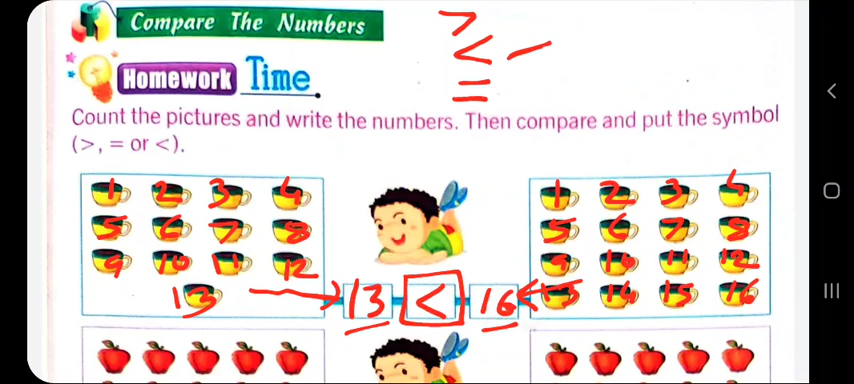 Compare The Numbers
>
<
=
Homework Time
Count the pictures and write the numbers. Then compare and put the symbol
(>, = or <).
1 2 3 4
5 6 7 8
9 10 11 12
13
13 < 16
1 2 3 4
5 6 7 8
9 10 11 12
13 14 15 16